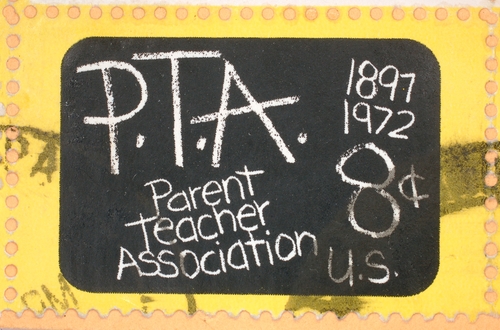 P.T.A.
Parent
Teacher
Association
1897
1972
8¢
U.S.